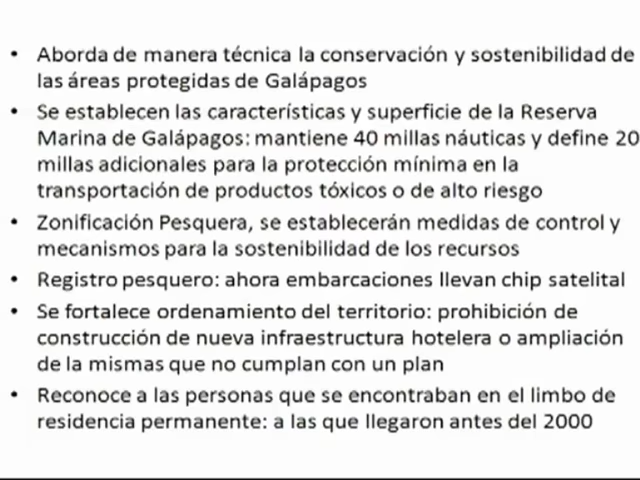 • Aborda de manera técnica la conservación y sostenibilidad de
las áreas protegidas de Galápagos
• Se establecen las características y superficie de la Reserva
Marina de Galápagos: mantiene 40 millas náuticas y define 20
millas adicionales para la protección mínima en la
transportación de productos tóxicos o de alto riesgo
• Zonificación Pesquera, se establecerán medidas de control y
mecanismos para la sostenibilidad de los recursos
• Registro pesquero: ahora embarcaciones llevan chip satelital
• Se fortalece ordenamiento del territorio: prohibición de
construcción de nueva infraestructura hotelera o ampliación
de la mismas que no cumplan con un plan
• Reconoce a las personas que se encontraban en el limbo de
residencia permanente: a las que llegaron antes del 2000